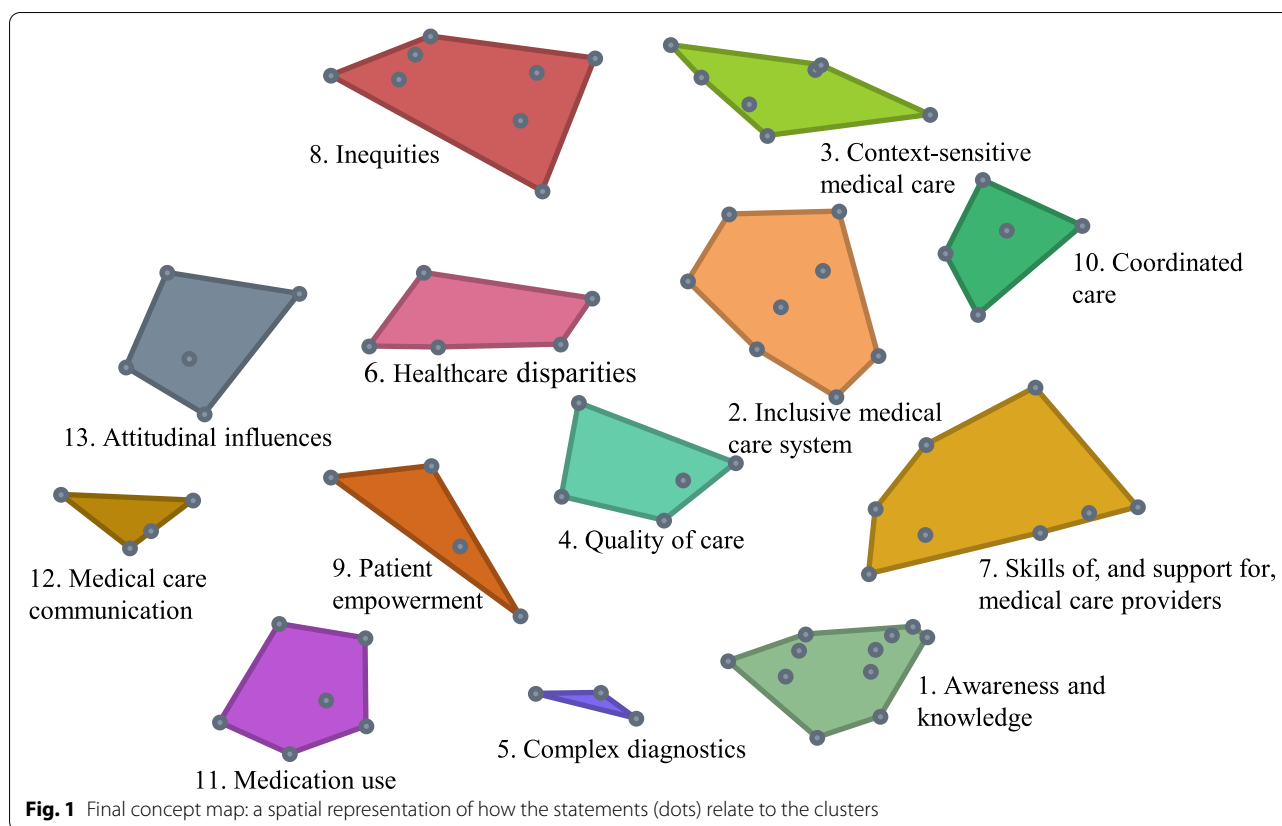 8. Inequities
3. Context-sensitive
medical care
10. Coordinated
care
6. Healthcare disparities
2. Inclusive medical
care system
13. Attitudinal influences
4. Quality of care
9. Patient
empowerment
12. Medical care
communication
7. Skills of, and support for,
medical care providers
1. Awareness and
knowledge
5. Complex diagnostics
11. Medication use
Fig. 1 Final concept map: a spatial representation of how the statements (dots) relate to the clusters